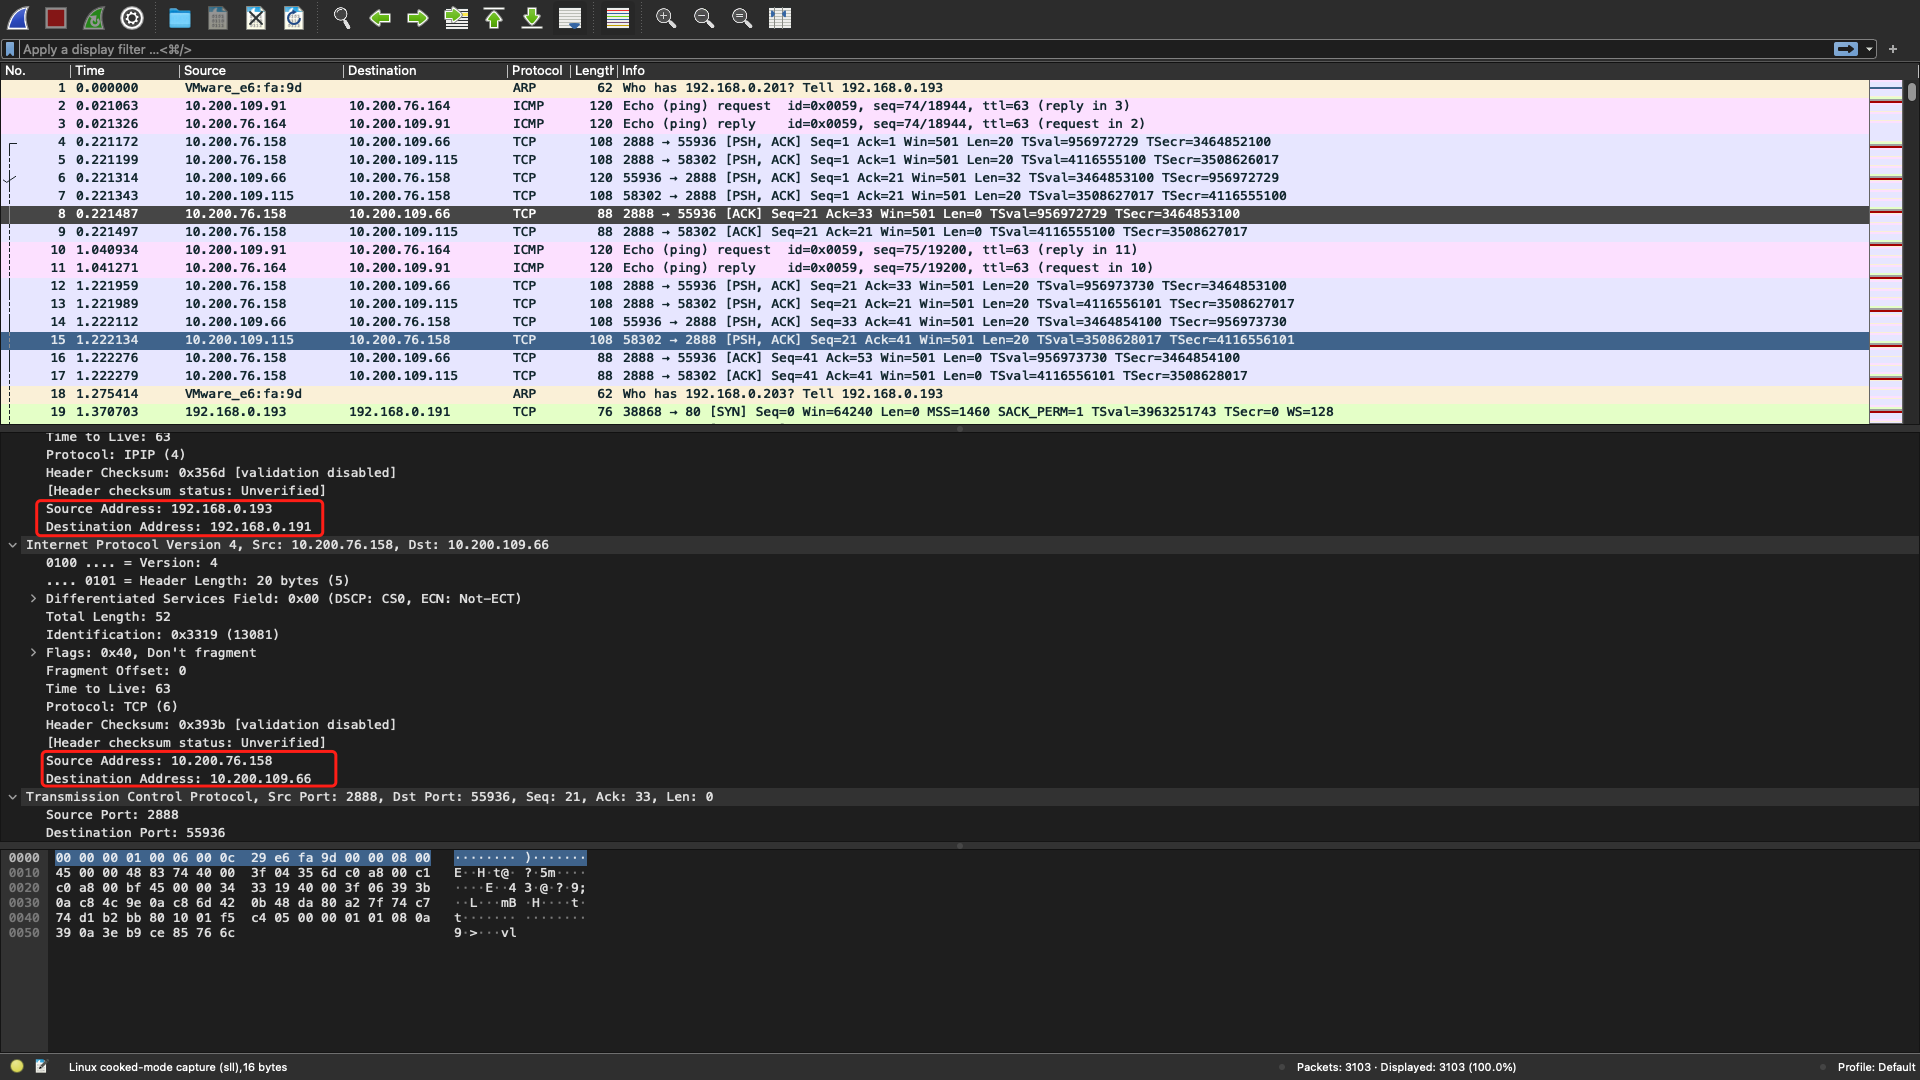 Apply a display filter ...<⌘/>
No. Time Source Destination Protocol Length Info
1 0.000000 VMware_e6:fa:9d ARP 62 Who has 192.168.0.201? Tell 192.168.0.193
2 0.021063 10.200.109.91 10.200.76.164 ICMP 120 Echo (ping) request id=0x0059, seq=74/18944, ttl=63 (reply in 3)
3 0.021326 10.200.76.164 10.200.109.91 ICMP 120 Echo (ping) reply id=0x0059, seq=74/18944, ttl=63 (request in 2)
4 0.221172 10.200.76.158 10.200.109.66 TCP 108 2888 → 55936 [PSH, ACK] Seq=1 Ack=1 Win=501 Len=20 TSval=956972729 TSecr=3464852100
5 0.221199 10.200.76.158 10.200.109.115 TCP 108 2888 → 58302 [PSH, ACK] Seq=1 Ack=1 Win=501 Len=20 TSval=4116555100 TSecr=3508626017
6 0.221314 10.200.109.66 10.200.76.158 TCP 120 55936 → 2888 [PSH, ACK] Seq=1 Ack=21 Win=501 Len=32 TSval=3464853100 TSecr=956972729
7 0.221343 10.200.109.115 10.200.76.158 TCP 108 58302 → 2888 [PSH, ACK] Seq=1 Ack=21 Win=501 Len=20 TSval=3508627017 TSecr=4116555100
8 0.221487 10.200.76.158 10.200.109.66 TCP 88 2888 → 55936 [ACK] Seq=21 Ack=33 Win=501 Len=0 TSval=956972729 TSecr=3464853100
9 0.221497 10.200.76.158 10.200.109.115 TCP 88 2888 → 58302 [ACK] Seq=21 Ack=21 Win=501 Len=0 TSval=4116555100 TSecr=3508627017
10 1.040934 10.200.109.91 10.200.76.164 ICMP 120 Echo (ping) request id=0x0059, seq=75/19200, ttl=63 (reply in 11)
11 1.041271 10.200.76.164 10.200.109.91 ICMP 120 Echo (ping) reply id=0x0059, seq=75/19200, ttl=63 (request in 10)
12 1.221959 10.200.76.158 10.200.109.66 TCP 108 2888 → 55936 [PSH, ACK] Seq=21 Ack=33 Win=501 Len=20 TSval=956973730 TSecr=3464853100
13 1.221989 10.200.76.158 10.200.109.115 TCP 108 2888 → 58302 [PSH, ACK] Seq=21 Ack=21 Win=501 Len=20 TSval=4116556101 TSecr=3508627017
14 1.222112 10.200.109.66 10.200.76.158 TCP 108 55936 → 2888 [PSH, ACK] Seq=33 Ack=41 Win=501 Len=20 TSval=3464854100 TSecr=956973730
15 1.222134 10.200.109.115 10.200.76.158 TCP 108 58302 → 2888 [PSH, ACK] Seq=21 Ack=41 Win=501 Len=20 TSval=3508628017 TSecr=4116556101
16 1.222276 10.200.76.158 10.200.109.66 TCP 88 2888 → 55936 [ACK] Seq=41 Ack=53 Win=501 Len=0 TSval=956973730 TSecr=3464854100
17 1.222279 10.200.76.158 10.200.109.115 TCP 88 2888 → 58302 [ACK] Seq=41 Ack=41 Win=501 Len=0 TSval=4116556101 TSecr=3508628017
18 1.275414 VMware_e6:fa:9d ARP 62 Who has 192.168.0.203? Tell 192.168.0.193
19 1.370703 192.168.0.193 192.168.0.191 TCP 76 38868 → 80 [SYN] Seq=0 Win=64240 Len=0 MSS=1460 SACK_PERM=1 TSval=3963251743 TSecr=0 WS=128
Time to Live: 63
Protocol: IPIP (4)
Header Checksum: 0x356d [validation disabled]
[Header checksum status: Unverified]
Source Address: 192.168.0.193
Destination Address: 192.168.0.191
Internet Protocol Version 4, Src: 10.200.76.158, Dst: 10.200.109.66
0100 .... = Version: 4
.... 0101 = Header Length: 20 bytes (5)
Differentiated Services Field: 0x00 (DSCP: CS0, ECN: Not-ECT)
Total Length: 52
Identification: 0x3319 (13081)
Flags: 0x40, Don't fragment
Fragment Offset: 0
Time to Live: 63
Protocol: TCP (6)
Header Checksum: 0x393b [validation disabled]
[Header checksum status: Unverified]
Source Address: 10.200.76.158
Destination Address: 10.200.109.66
Transmission Control Protocol, Src Port: 2888, Dst Port: 55936, Seq: 21, Ack: 33, Len: 0
Source Port: 2888
Destination Port: 55936
0000 00 00 00 01 00 06 00 0c 29 e6 fa 9d 00 00 08 00 ········ )·······
0010 45 00 00 48 83 74 40 00 3f 04 35 6d c0 a8 00 c1 E··H·t@· ?·5m····
0020 c0 a8 00 bf 45 00 00 34 33 19 40 00 3f 06 39 3b ····E··4 3·@·?·9;
0030 0a c8 4c 9e 0a c8 6d 42 0b 48 da 80 a2 7f 74 c7 ··L···mB ·H····t·
0040 74 d1 b2 bb 80 10 01 f5 c4 05 00 00 01 01 08 0a t······· ········
0050 39 0a 3e b9 ce 85 76 6c 9·>···vl
Linux cooked-mode capture (sll), 16 bytes
Packets: 3103 · Displayed: 3103 (100.0%)
Profile: Default